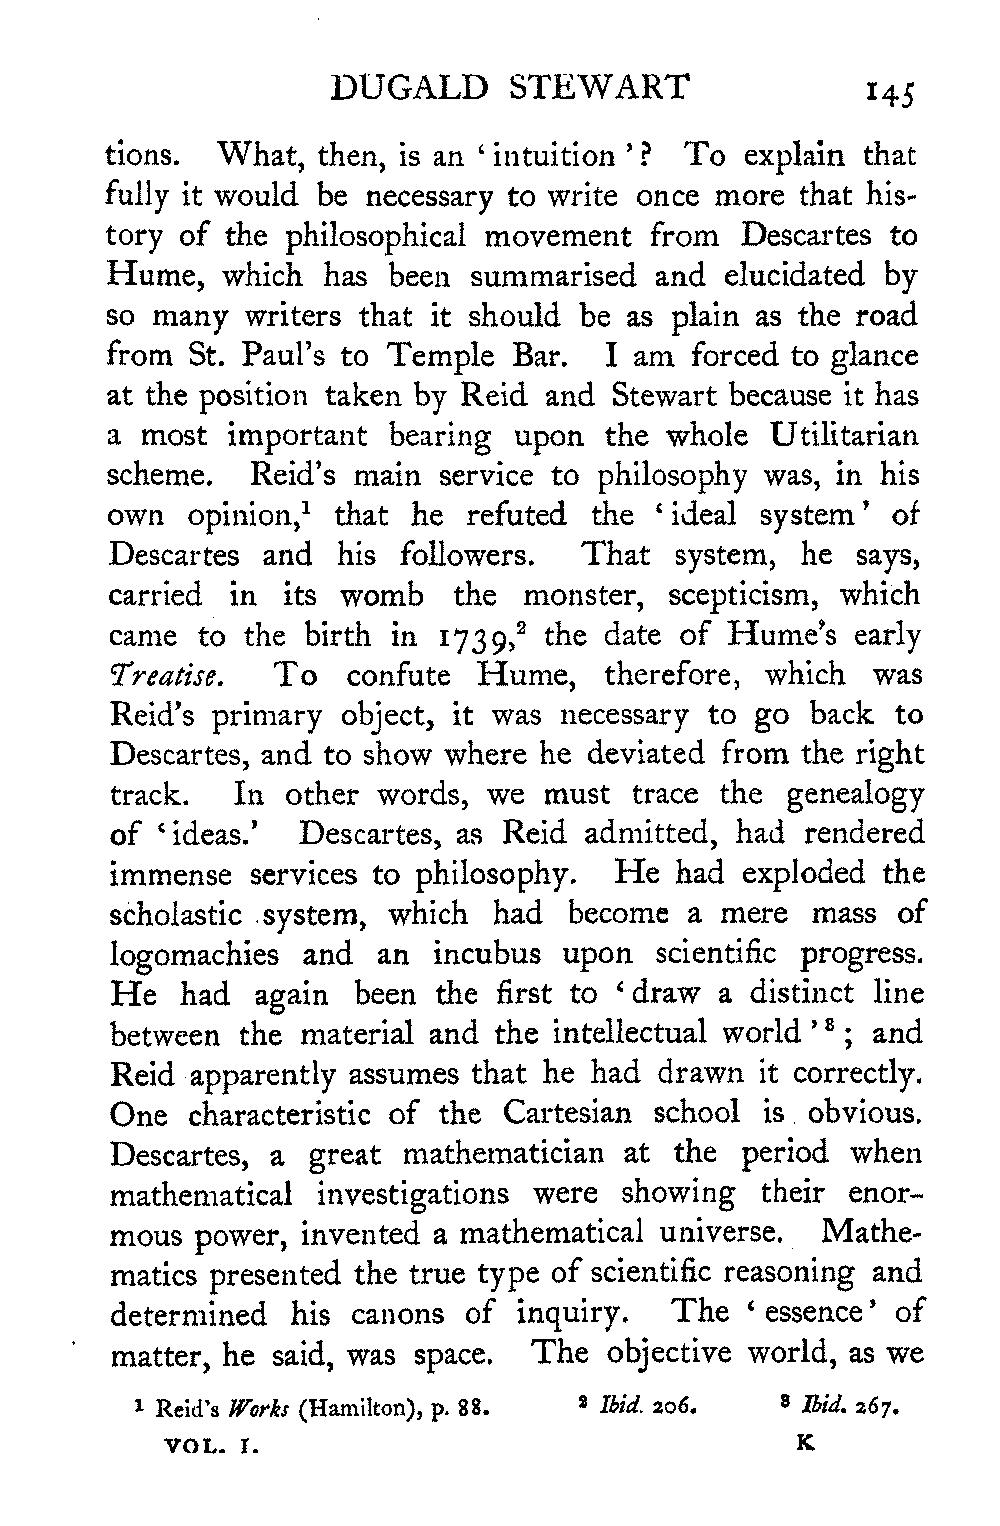 DUGALD STEWART 145
tions. What, then, is an ‘intuition’? To explain that
fully it would be necessary to write once more that his-
tory of the philosophical movement from Descartes to
Hume, which has been summarised and elucidated by
so many writers that it should be as plain as the road
from St. Paul’s to Temple Bar. I am forced to glance
at the position taken by Reid and Stewart because it has
a most important bearing upon the whole Utilitarian
scheme. Reid’s main service to philosophy was, in his
own opinion,¹ that he refuted the ‘ideal system’ of
Descartes and his followers. That system, he says,
carried in its womb the monster, scepticism, which
came to the birth in 1739,² the date of Hume’s early
Treatise. To confute Hume, therefore, which was
Reid’s primary object, it was necessary to go back to
Descartes, and to show where he deviated from the right
track. In other words, we must trace the genealogy
of ‘ideas.’ Descartes, as Reid admitted, had rendered
immense services to philosophy. He had exploded the
scholastic system, which had become a mere mass of
logomachies and an incubus upon scientific progress.
He had again been the first to ‘draw a distinct line
between the material and the intellectual world’³; and
Reid apparently assumes that he had drawn it correctly.
One characteristic of the Cartesian school is obvious.
Descartes, a great mathematician at the period when
mathematical investigations were showing their enor-
mous power, invented a mathematical universe. Mathe-
matics presented the true type of scientific reasoning and
determined his canons of inquiry. The ‘essence’ of
matter, he said, was space. The objective world, as we
¹ Reid’s Works (Hamilton), p. 88. ² Ibid. 206. ³ Ibid. 267.
VOL. I. K